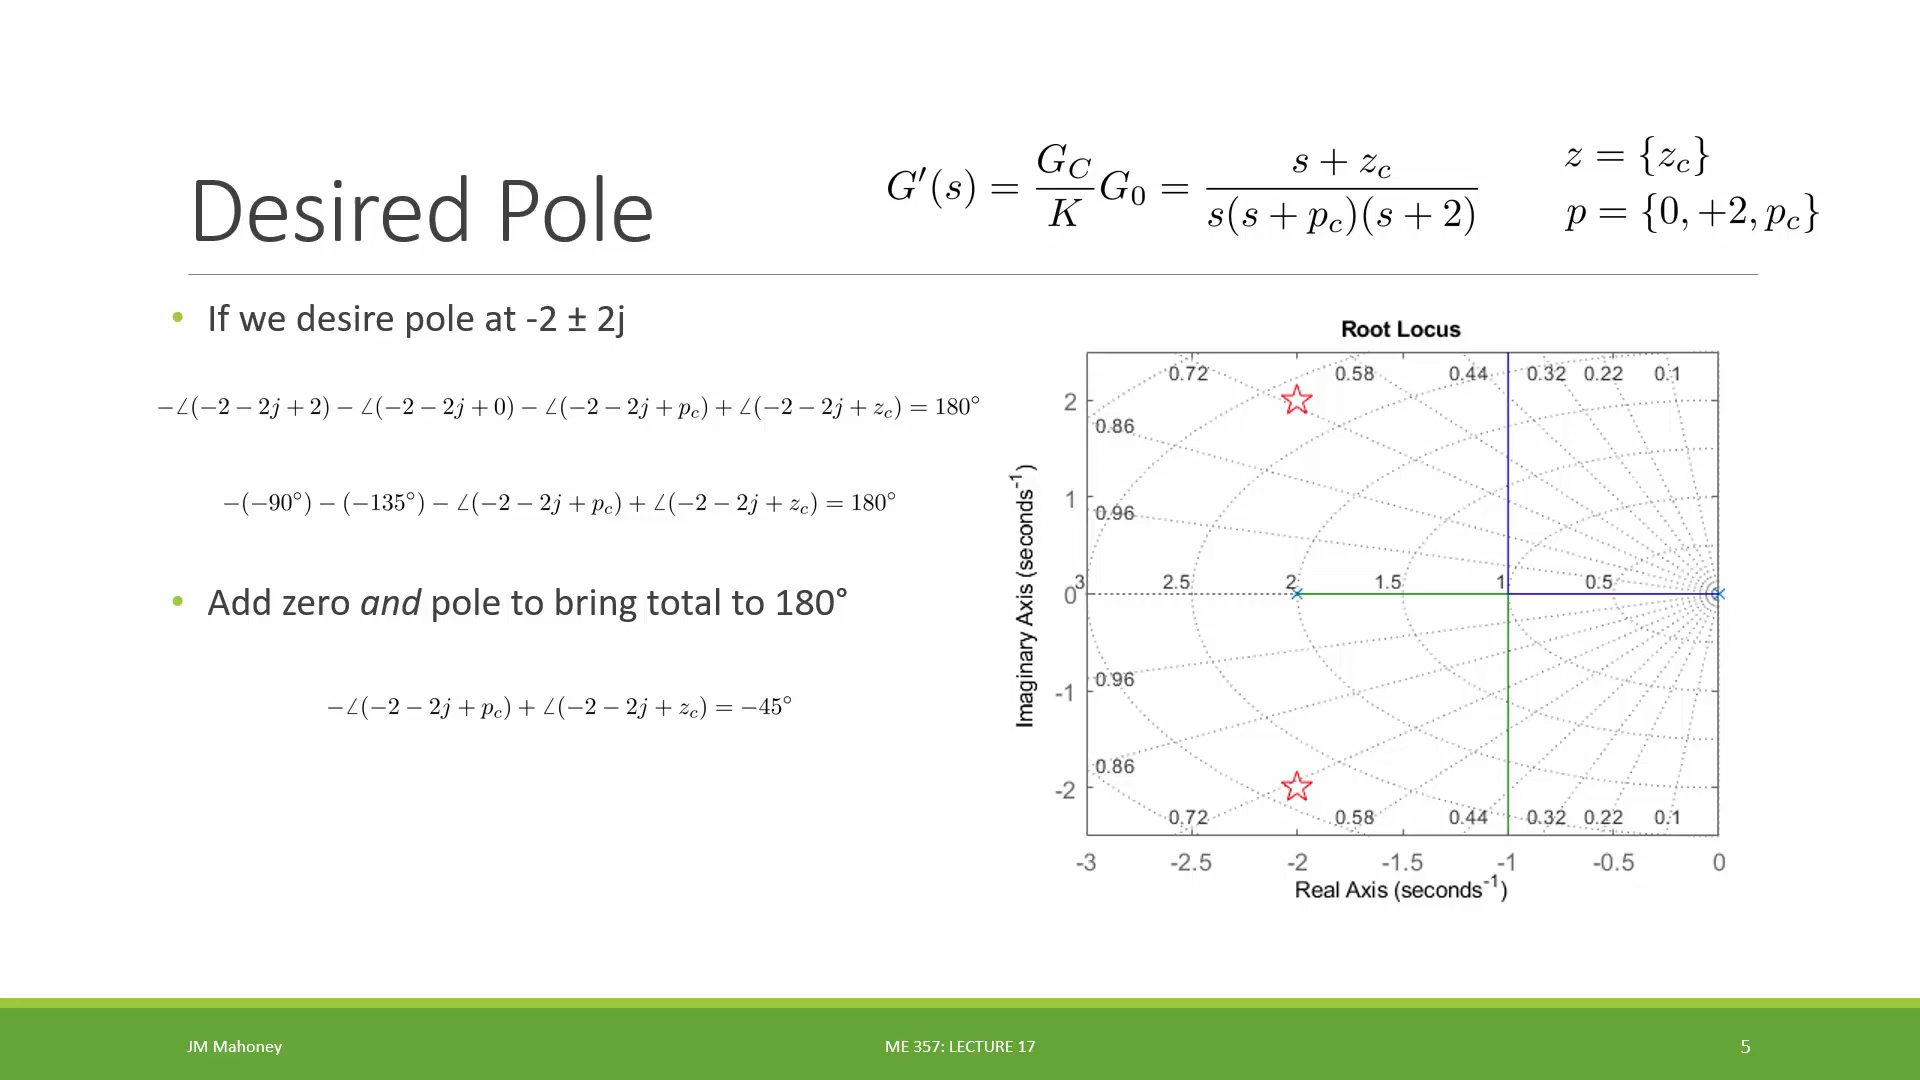 Desired Pole
G′(s) = G_C/K G_0 = (s + z_c)/(s(s + p_c)(s + 2))
z = {z_c}
p = {0, +2, p_c}
• If we desire pole at -2 ± 2j
−∠(−2 − 2j + 2) − ∠(−2 − 2j + 0) − ∠(−2 − 2j + p_c) + ∠(−2 − 2j + z_c) = 180°
−(−90°) − (−135°) − ∠(−2 − 2j + p_c) + ∠(−2 − 2j + z_c) = 180°
• Add zero and pole to bring total to 180°
−∠(−2 − 2j + p_c) + ∠(−2 − 2j + z_c) = −45°
Root Locus
0.72 0.58 0.44 0.32 0.22 0.1
2
0.86
1
0.96
3 2.5 2 1.5 1 0.5
0
0.96
-1
0.86
-2
0.72 0.58 0.44 0.32 0.22 0.1
-3 -2.5 -2 -1.5 -1 -0.5 0
Real Axis (seconds⁻¹)
Imaginary Axis (seconds⁻¹)
JM Mahoney
ME 357: LECTURE 17
5